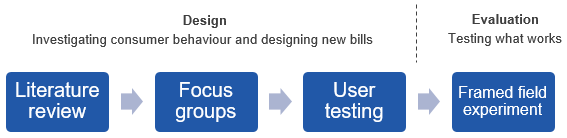 Design
Investigating consumer behaviour and designing new bills
Evaluation
Testing what works
Literature
review
Focus
groups
User
testing
Framed field
experiment